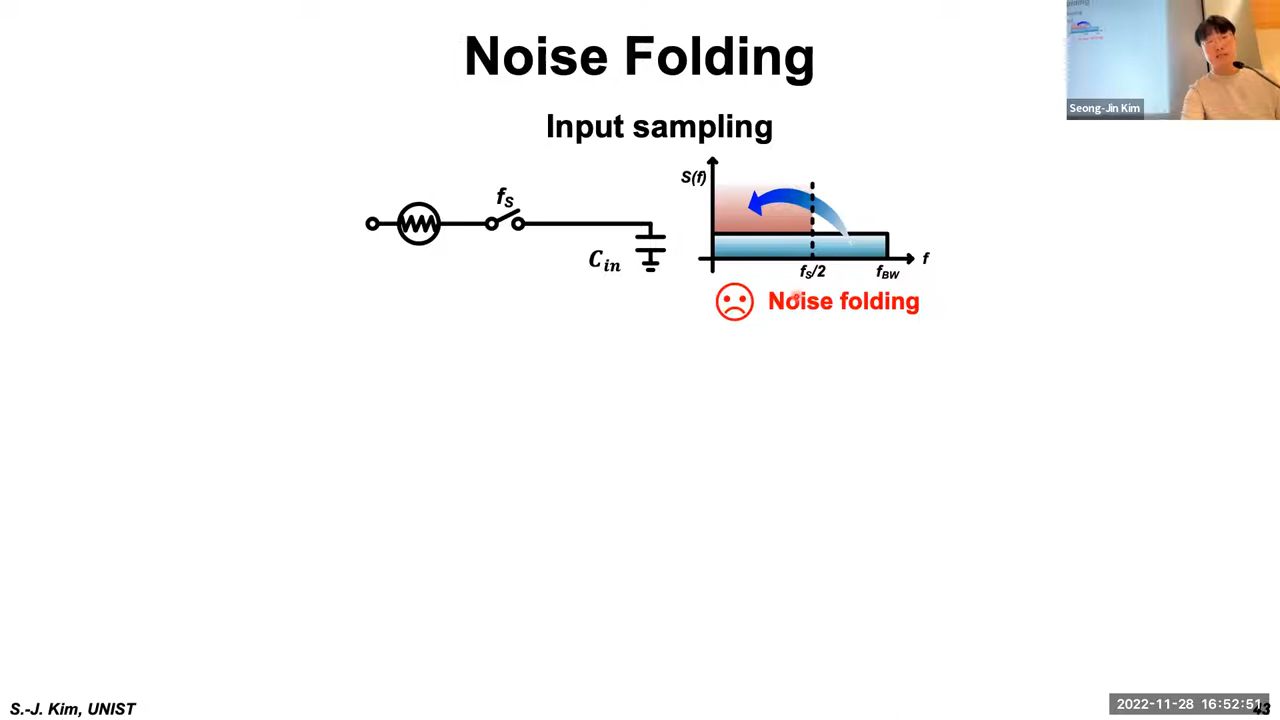 Noise Folding
Input sampling
Seong-Jin Kim
S(f)
fS
Cin
fS/2
fBW
f
Noise folding
S.-J. Kim, UNIST
2022-11-28 16:52:51
43